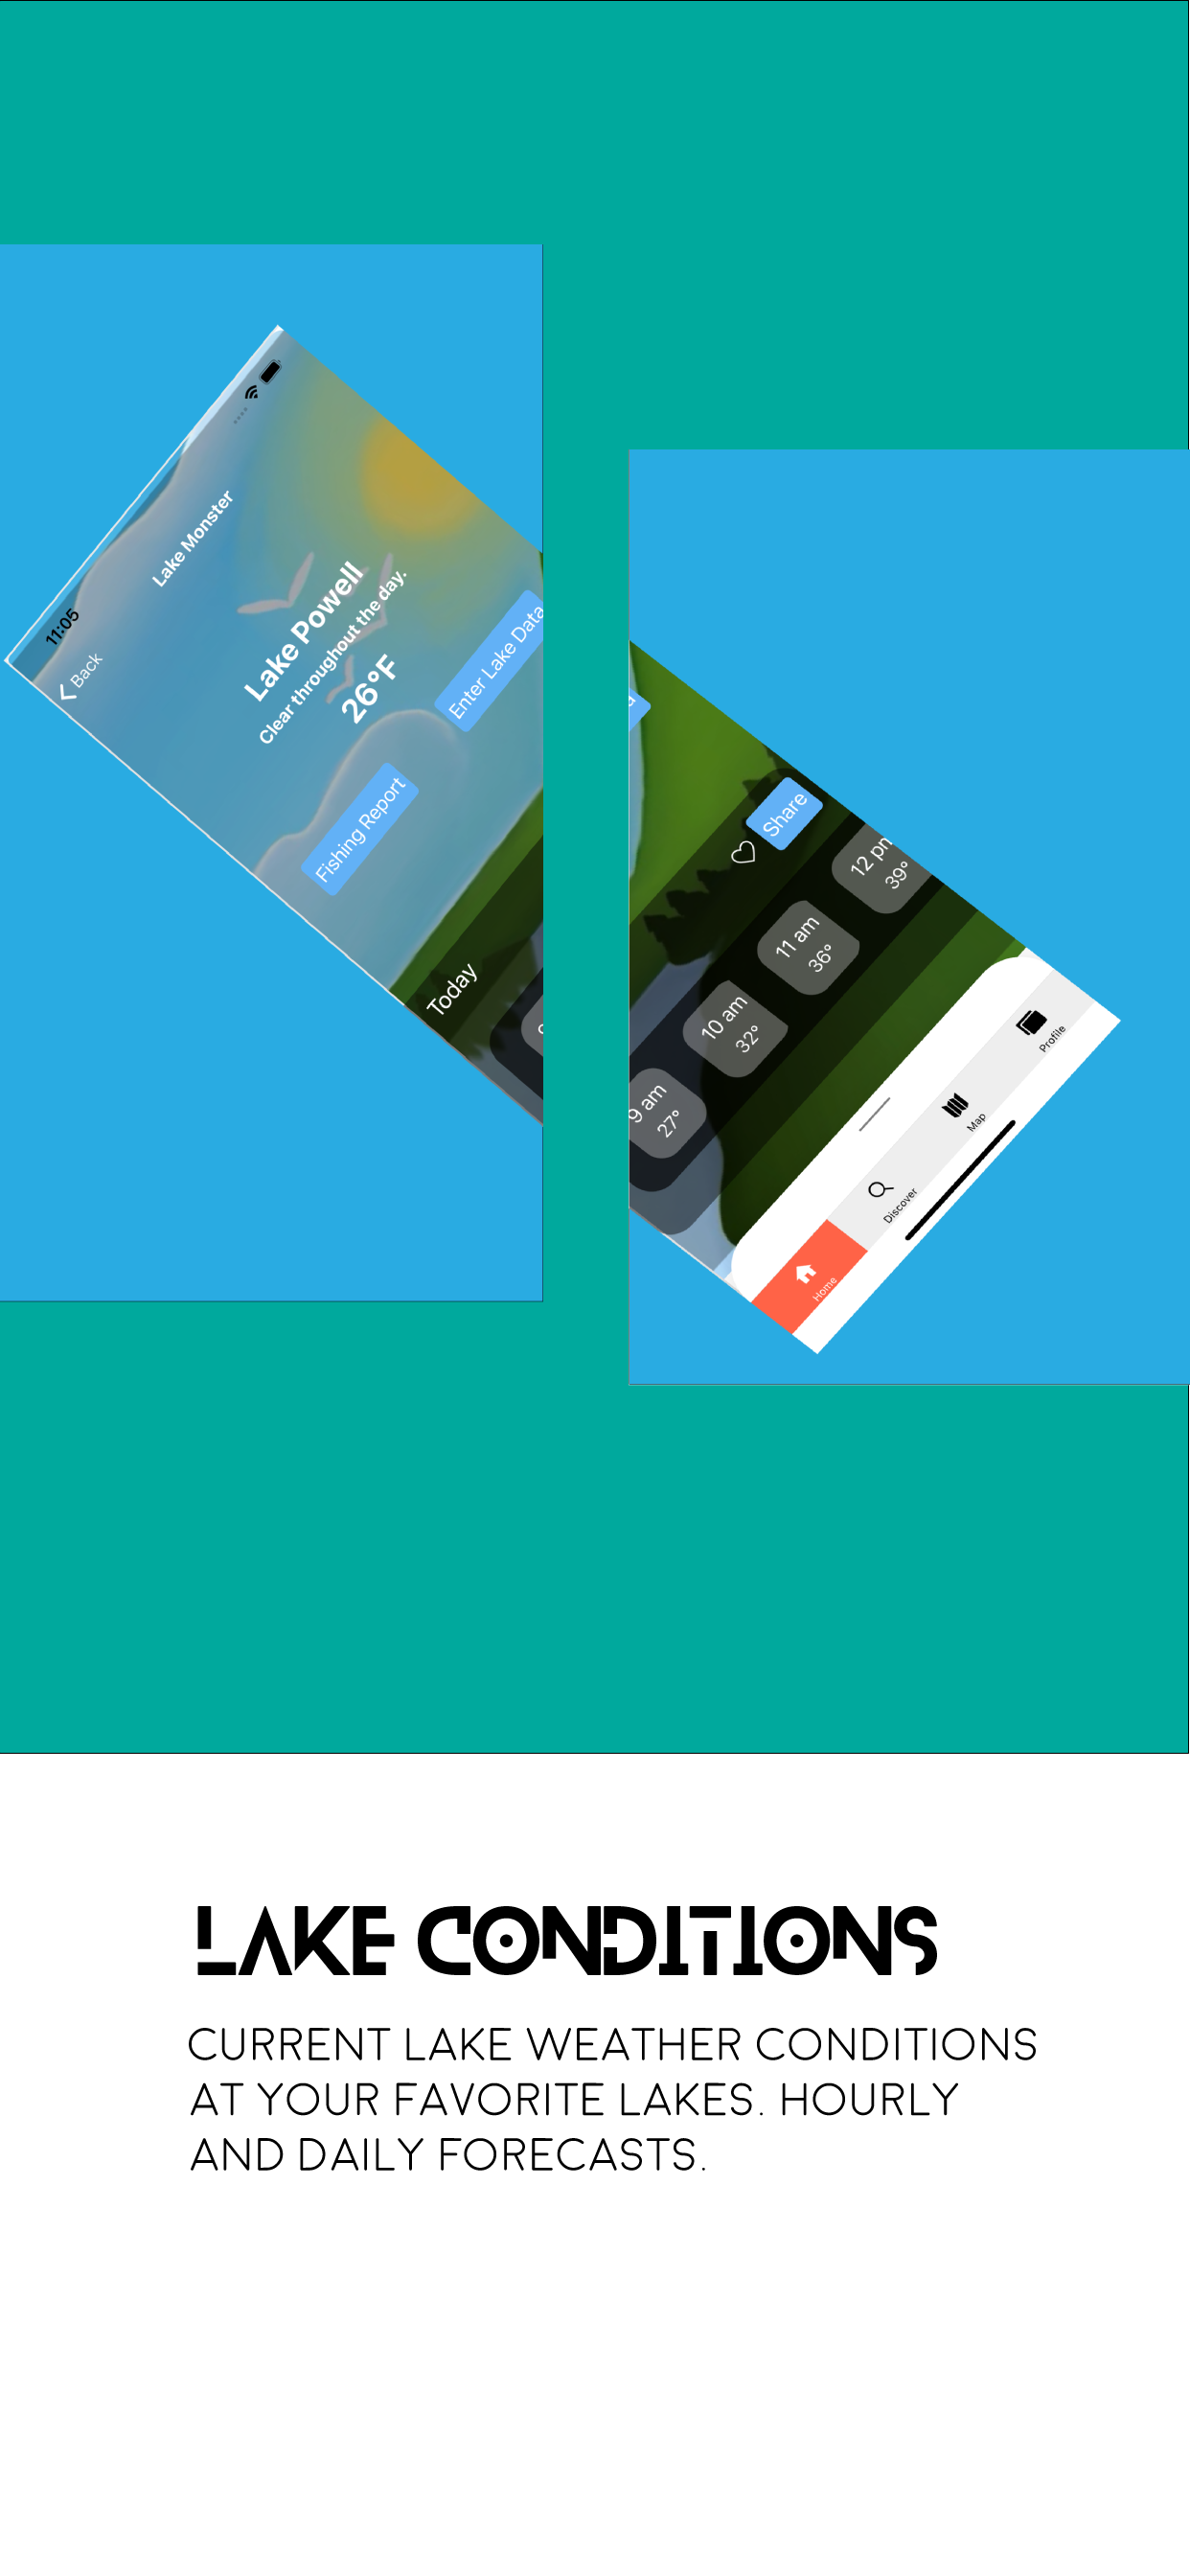 11:05
Back
Lake Monster
Lake Powell
Clear throughout the day.
26°F
Fishing Report
Enter Lake Data
Today
Share
9 am
27°
10 am
32°
11 am
36°
12 pm
39°
Home
Discover
Map
Profile
LAKE CONDITIONS
CURRENT LAKE WEATHER CONDITIONS
AT YOUR FAVORITE LAKES. HOURLY
AND DAILY FORECASTS.